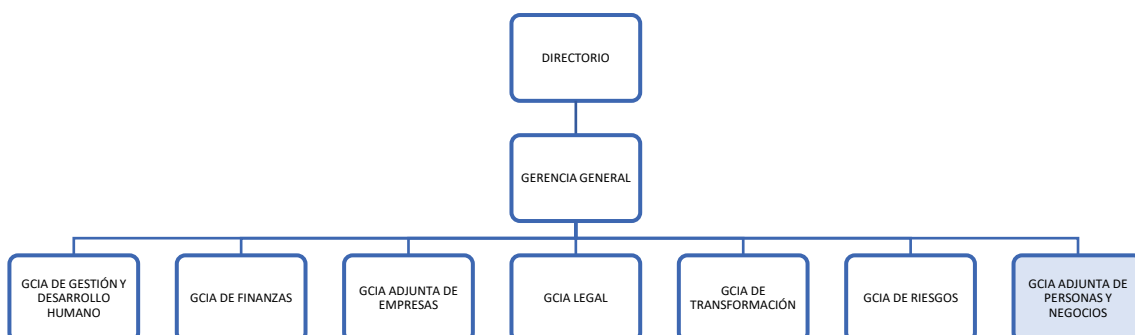 DIRECTORIO
GERENCIA GENERAL
GCIA DE GESTIÓN Y
DESARROLLO
HUMANO
GCIA DE FINANZAS
GCIA ADJUNTA DE
EMPRESAS
GCIA LEGAL
GCIA DE
TRANSFORMACIÓN
GCIA DE RIESGOS
GCIA ADJUNTA DE
PERSONAS Y
NEGOCIOS